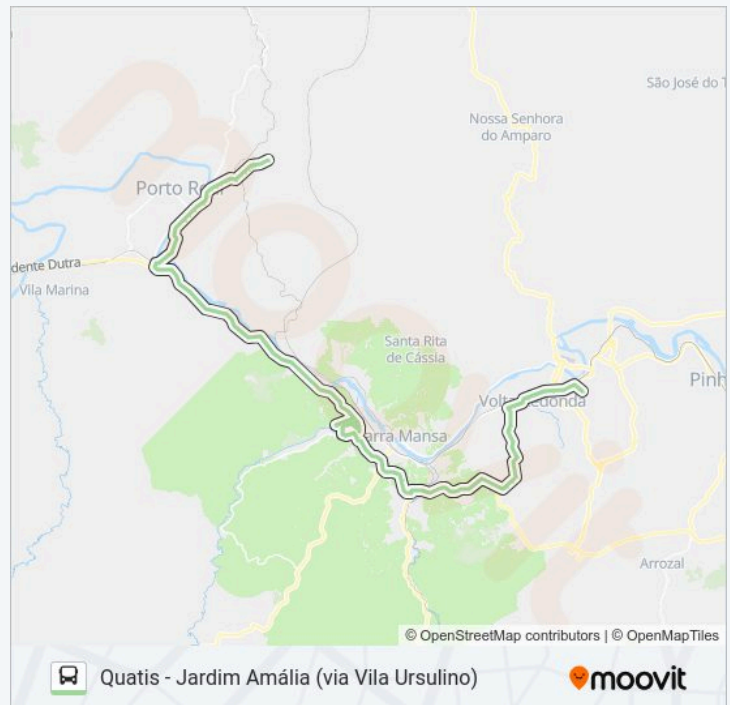 São José do T
Nossa Senhora
do Amparo
Porto Real
dente Dutra
Vila Marina
Santa Rita
de Cássia
Volta Redonda
Pinh
arra Mansa
Arrozal
© OpenStreetMap contributors | © OpenMapTiles
Quatis - Jardim Amália (via Vila Ursulino)
moovit